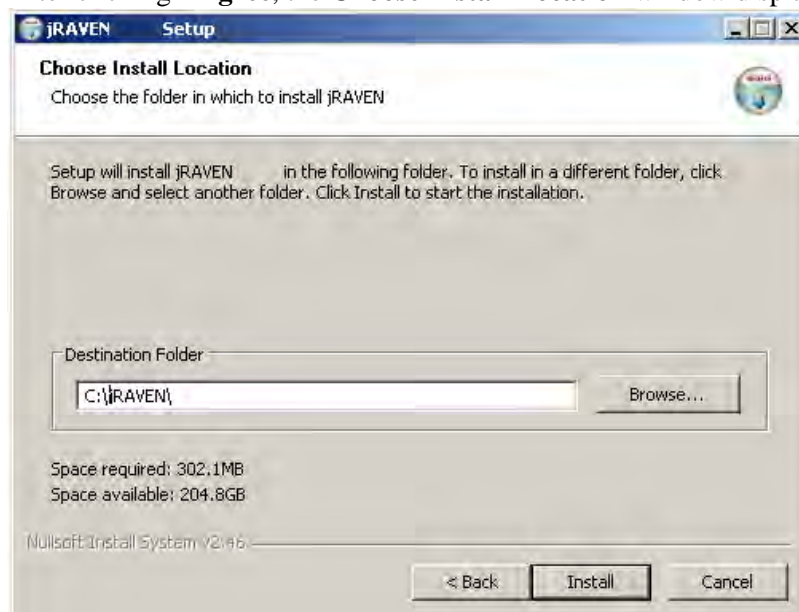 jRAVEN Setup
Choose Install Location
Choose the folder in which to install jRAVEN
Setup will install jRAVEN in the following folder. To install in a different folder, click
Browse and select another folder. Click Install to start the installation.
Destination Folder
C:\jRAVEN\
Browse...
Space required: 302.1MB
Space available: 204.8GB
Nullsoft Install System v2.46
< Back Install Cancel